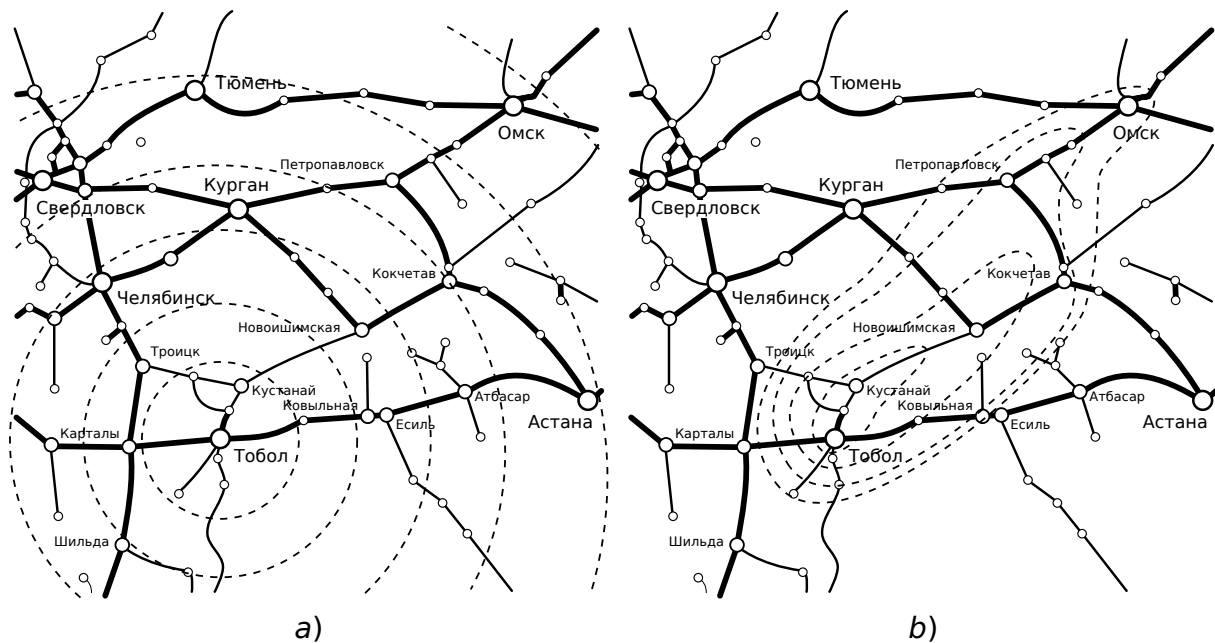 Тюмень
Омск
Петропавловск
Курган
Свердловск
Кокчетав
Челябинск
Новоишимская
Троицк
Кустанай
Ковыльная
Атбасар
Астана
Карталы
Есиль
Тобол
Шильда
a)
Тюмень
Омск
Петропавловск
Курган
Свердловск
Кокчетав
Челябинск
Новоишимская
Троицк
Кустанай
Ковыльная
Атбасар
Астана
Карталы
Есиль
Тобол
Шильда
b)